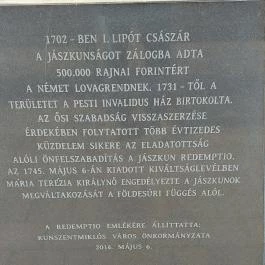 1702 - BEN I. LIPÓT CSÁSZÁR
A JÁSZKUNSÁGOT ZÁLOGBA ADTA
500.000 RAJNAI FORINTÉRT
A NÉMET LOVAGRENDNEK. 1731 - TŐL A
TERÜLETET A PESTI INVALIDUS HÁZ BIRTOKOLTA.
AZ ŐSI SZABADSÁG VISSZASZERZÉSE
ÉRDEKÉBEN FOLYTATOTT TÖBB ÉVTIZEDES
KÜZDELEM SIKERE AZ ELADATOTTSÁG
ALÓLI ÖNFELSZABADÍTÁS A JÁSZKUN REDEMPTIO.
AZ 1745. MÁJUS 6-ÁN KIADOTT KIVÁLTSÁGLEVÉLBEN
MÁRIA TERÉZIA KIRÁLYNŐ ENGEDÉLYEZTE A JÁSZKUNOK
MEGVÁLTAKOZÁSÁT A FÖLDESÚRI FÜGGÉS ALÓL.
A REDEMPTIO EMLÉKÉRE ÁLLÍTTATTA:
KUNSZENTMIKLÓS VÁROS ÖNKORMÁNYZATA
2016. MÁJUS 6.